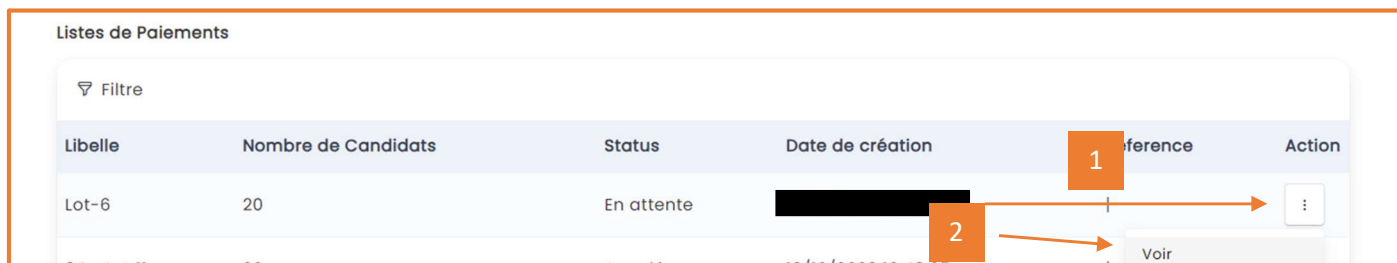 Listes de Paiements
Filtre
Libelle Nombre de Candidats Status Date de création Action
1
Lot-6 20 En attente
2
Voir